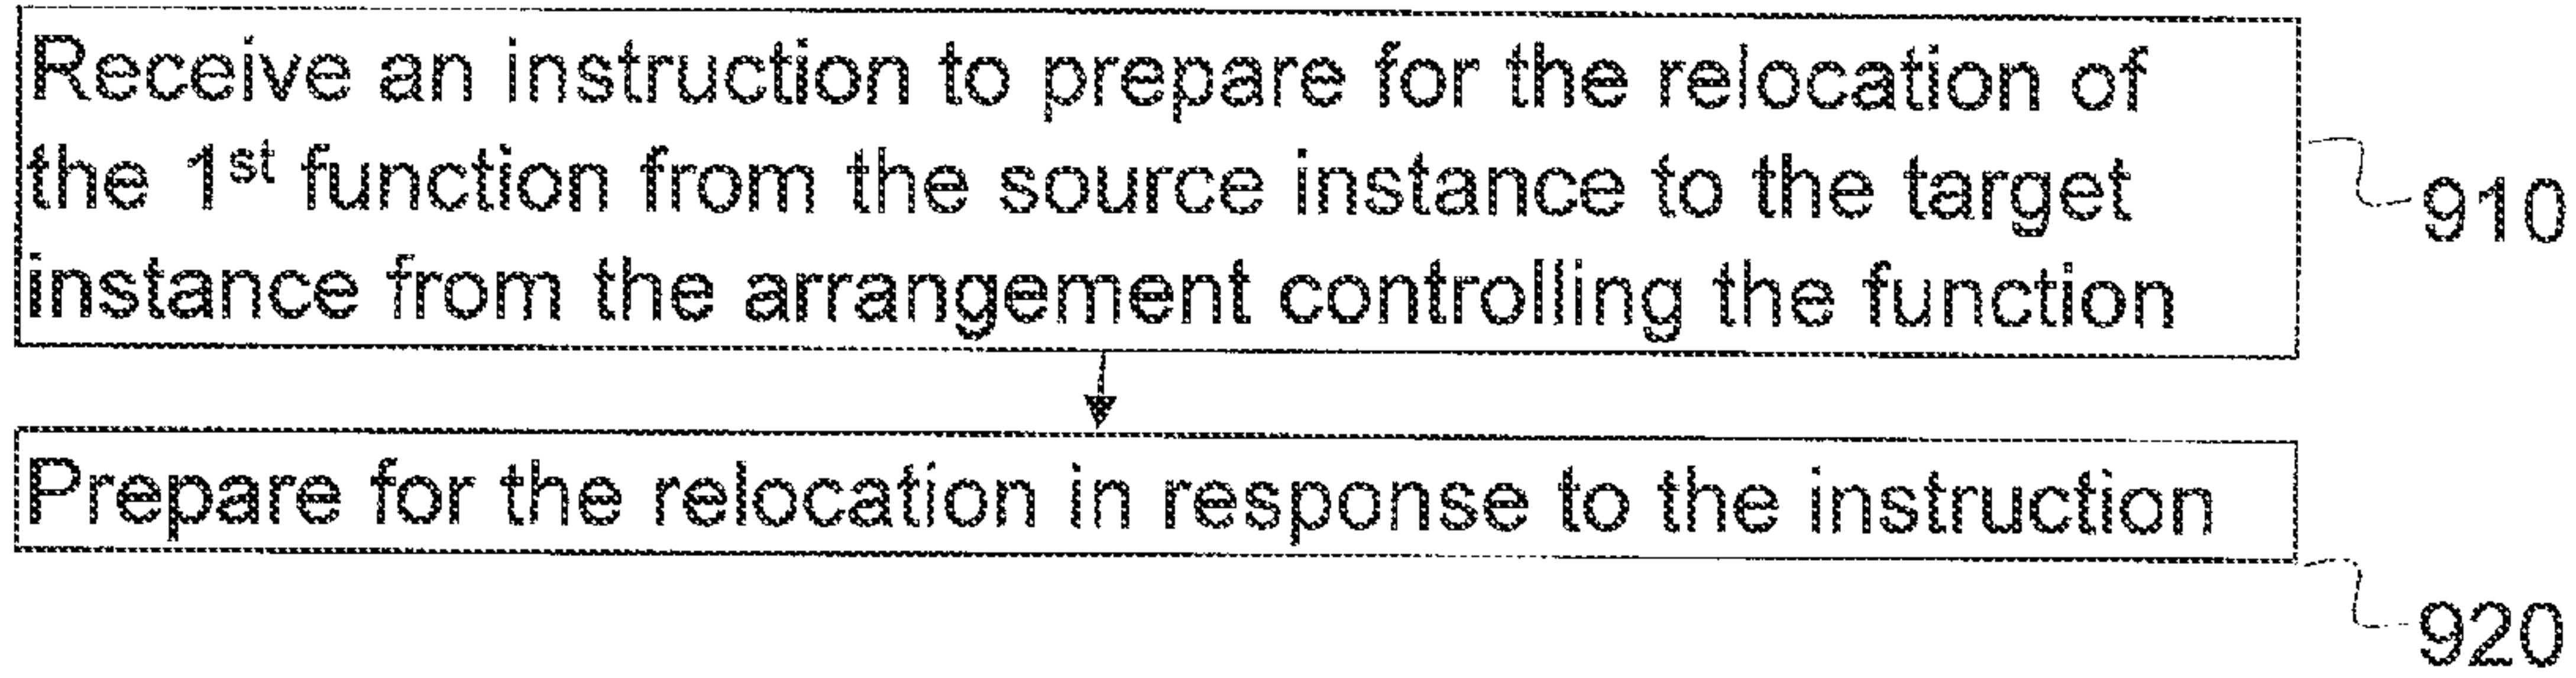 Receive an instruction to prepare for the relocation of
the 1st function from the source instance to the target
instance from the arrangement controlling the function
910
Prepare for the relocation in response to the instruction
920